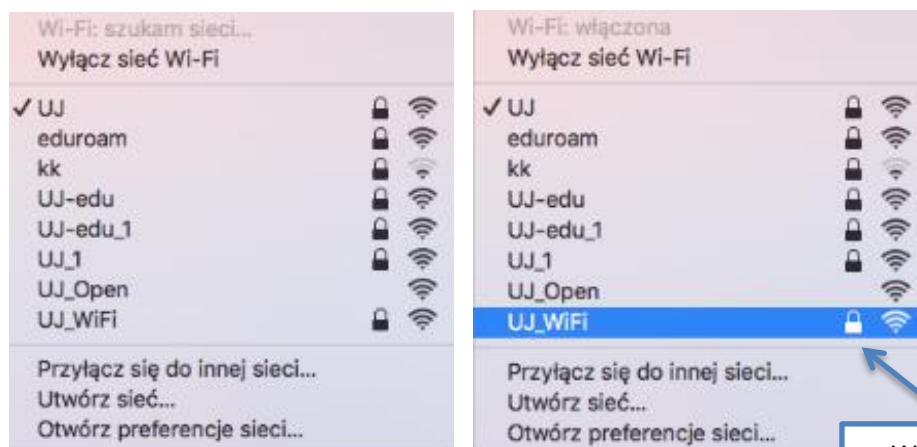 Wi-Fi: szukam sieci...
Wyłącz sieć Wi-Fi
✓ UJ
eduroam
kk
UJ-edu
UJ-edu_1
UJ_1
UJ_Open
UJ_WiFi
Przyłącz się do innej sieci...
Utwórz sieć...
Otwórz preferencje sieci...
Wi-Fi: włączona
Wyłącz sieć Wi-Fi
✓ UJ
eduroam
kk
UJ-edu
UJ-edu_1
UJ_1
UJ_Open
UJ_WiFi
Przyłącz się do innej sieci...
Utwórz sieć...
Otwórz preferencje sieci...